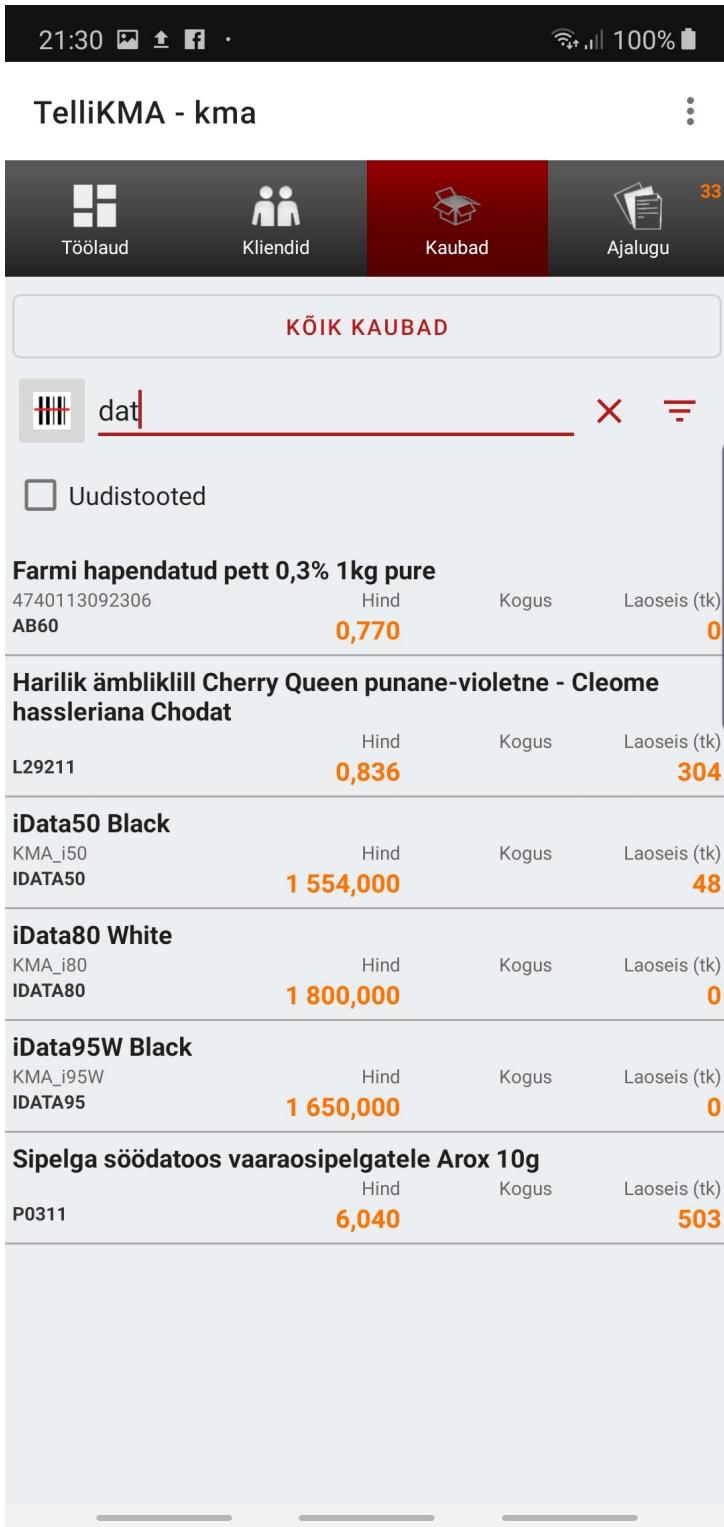 21:30 100%
TelliKMA - kma
Töölaud Kliendid Kaubad Ajalugu 33
KÕIK KAUBAD
dat
Uudistooted
Farmi hapendatud pett 0,3% 1kg pure
4740113092306 Hind Kogus Laoseis (tk)
AB60 0,770 0
Harilik ämbliklill Cherry Queen punane-violetne - Cleome
hassleriana Chodat
Hind Kogus Laoseis (tk)
L29211 0,836 304
iData50 Black
KMA_i50 Hind Kogus Laoseis (tk)
IDATA50 1 554,000 48
iData80 White
KMA_i80 Hind Kogus Laoseis (tk)
IDATA80 1 800,000 0
iData95W Black
KMA_i95W Hind Kogus Laoseis (tk)
IDATA95 1 650,000 0
Sipelga söödatoos vaaraosipelgatele Arox 10g
Hind Kogus Laoseis (tk)
P0311 6,040 503